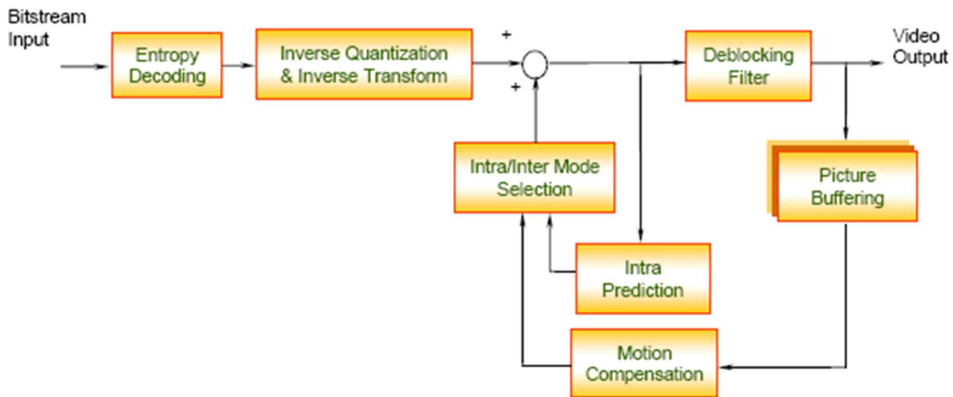 Bitstream
Input
Entropy
Decoding
Inverse Quantization
& Inverse Transform
+
+
Deblocking
Filter
Video
Output
Intra/Inter Mode
Selection
Picture
Buffering
Intra
Prediction
Motion
Compensation